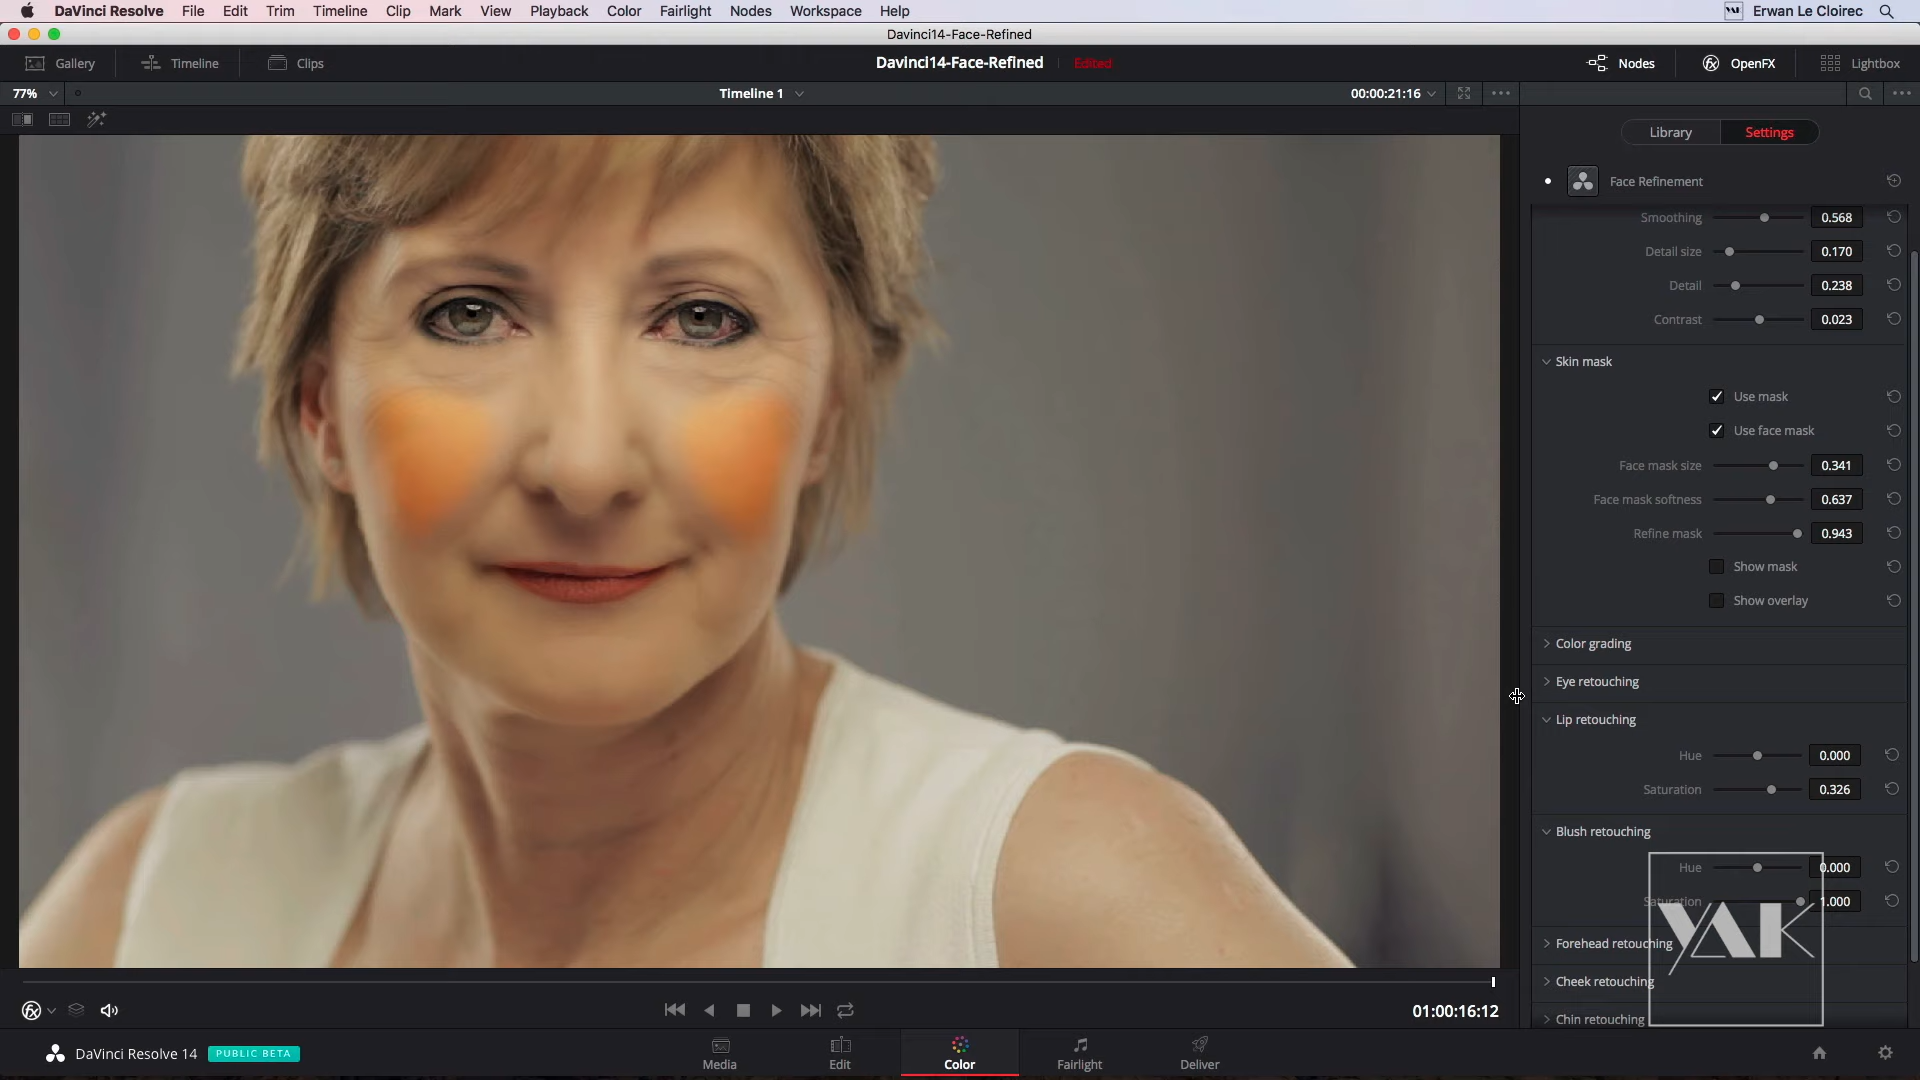 DaVinci Resolve File Edit Trim Timeline Clip Mark View Playback Color Fairlight Nodes Workspace Help Erwan Le Cloirec
Davinci14-Face-Refined
Gallery Timeline Clips Davinci14-Face-Refined Edited Nodes OpenFX Lightbox
77% Timeline 1 00:00:21:16
Library Settings
Face Refinement
Smoothing 0.568
Detail size 0.170
Detail 0.238
Contrast 0.023
Skin mask
Use mask
Use face mask
Face mask size 0.341
Face mask softness 0.637
Refine mask 0.943
Show mask
Show overlay
Color grading
Eye retouching
Lip retouching
Hue 0.000
Saturation 0.326
Blush retouching
Hue 0.000
Saturation 1.000
YAK
Forehead retouching
Cheek retouching
Chin retouching
01:00:16:12
DaVinci Resolve 14 PUBLIC BETA
Media Edit Color Fairlight Deliver